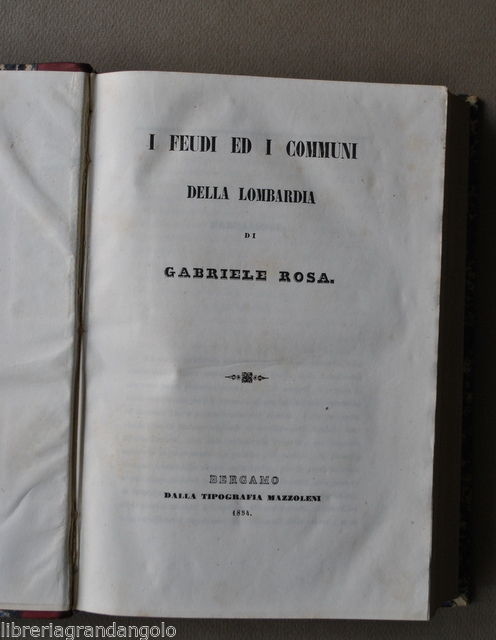 I FEUDI ED I COMMUNI
DELLA LOMBARDIA
DI
GABRIELE ROSA.
BERGAMO
DALLA TIPOGRAFIA MAZZOLENI
1854.
libreriagrandangolo